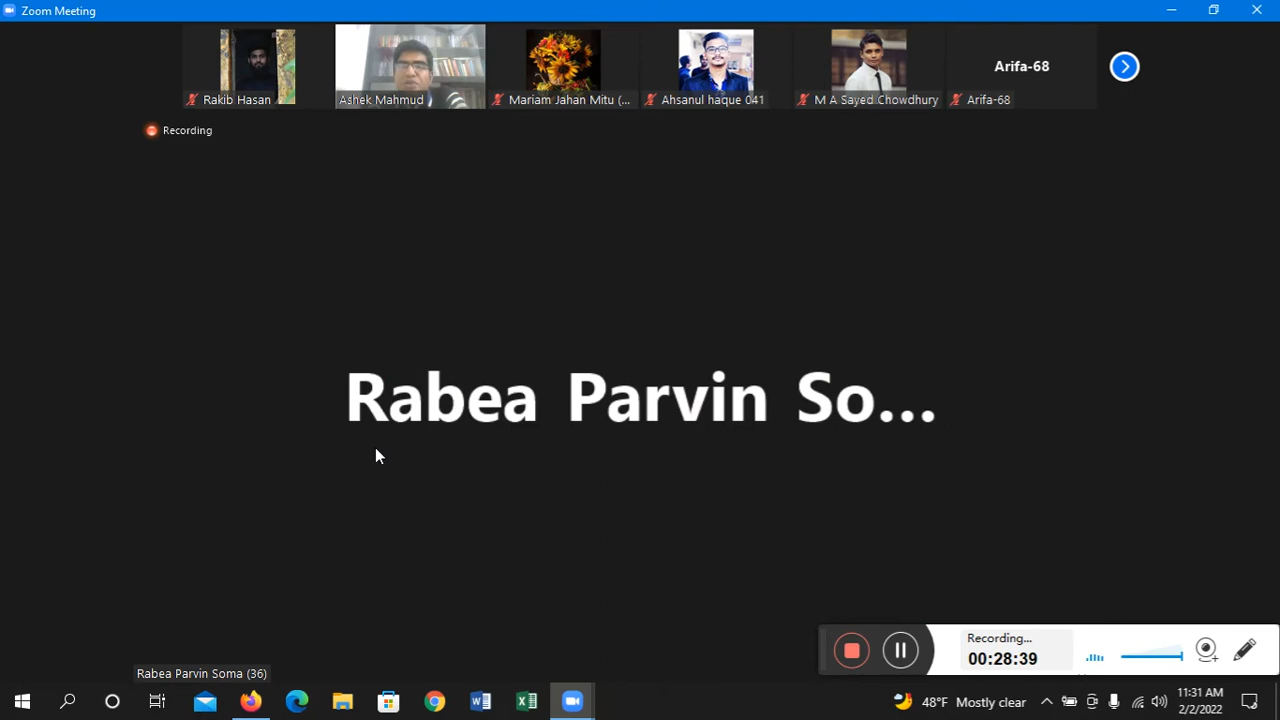 Zoom Meeting
Rakib Hasan
Ashek Mahmud
Mariam Jahan Mitu (...
Ahsanul haque 041
M A Sayed Chowdhury
Arifa-68
Arifa-68
Recording
Rabea Parvin So...
Recording...
00:28:39
Rabea Parvin Soma (36)
48°F Mostly clear
11:31 AM
2/2/2022